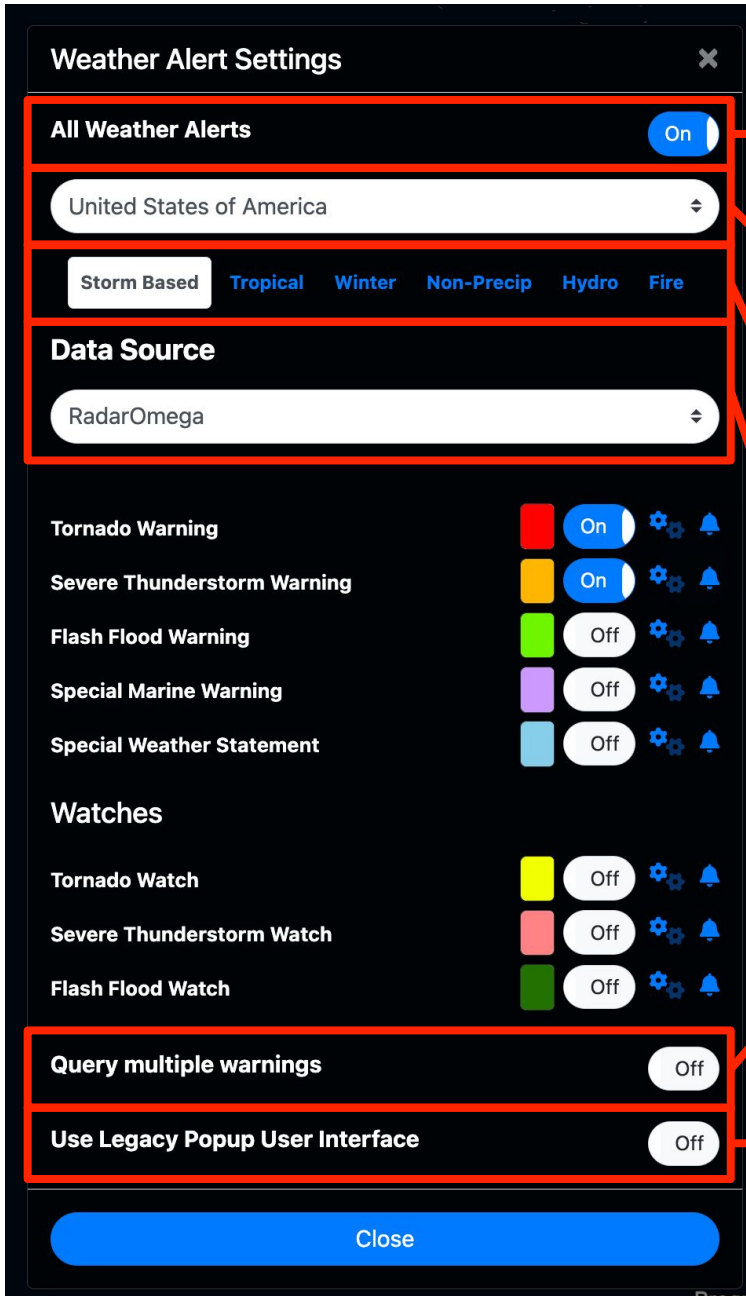 Weather Alert Settings ×
All Weather Alerts On
United States of America
Storm Based Tropical Winter Non-Precip Hydro Fire
Data Source
RadarOmega
Tornado Warning On
Severe Thunderstorm Warning On
Flash Flood Warning Off
Special Marine Warning Off
Special Weather Statement Off
Watches
Tornado Watch Off
Severe Thunderstorm Watch Off
Flash Flood Watch Off
Query multiple warnings Off
Use Legacy Popup User Interface Off
Close